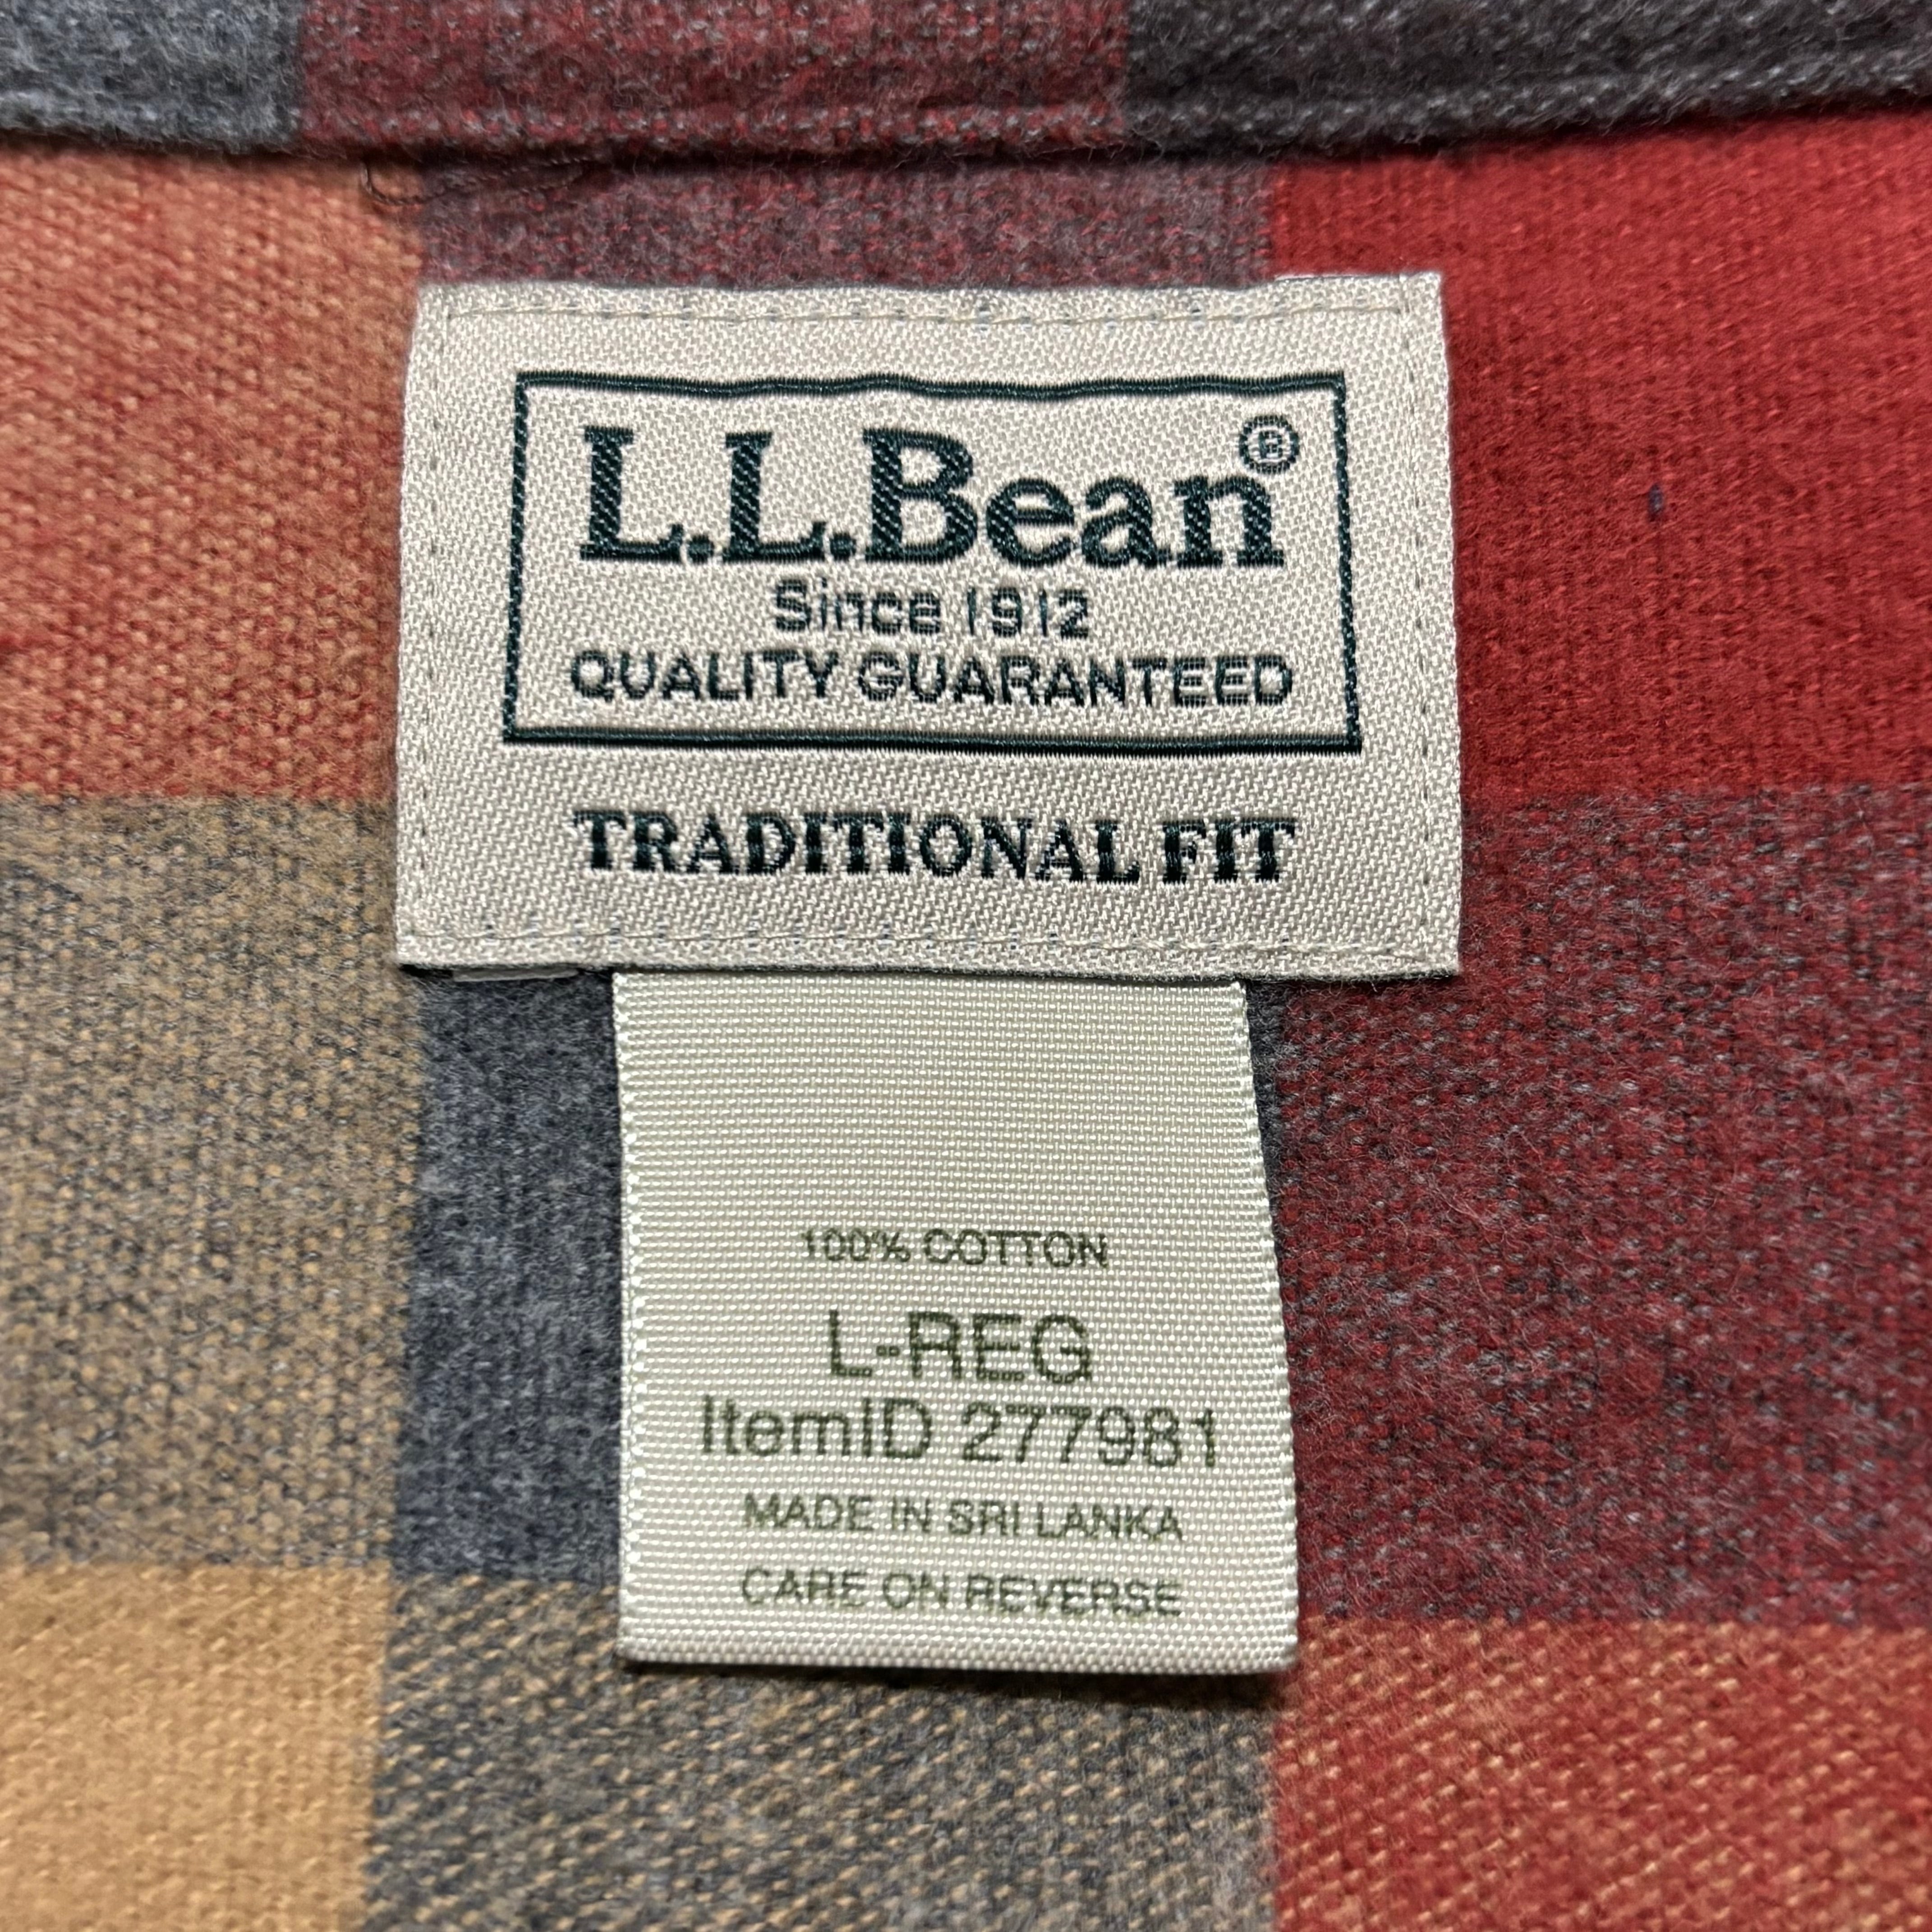 L.L.Bean®
Since 1912
QUALITY GUARANTEED
TRADITIONAL FIT
100% COTTON
L-REG
ItemID 277981
MADE IN SRI LANKA
CARE ON REVERSE